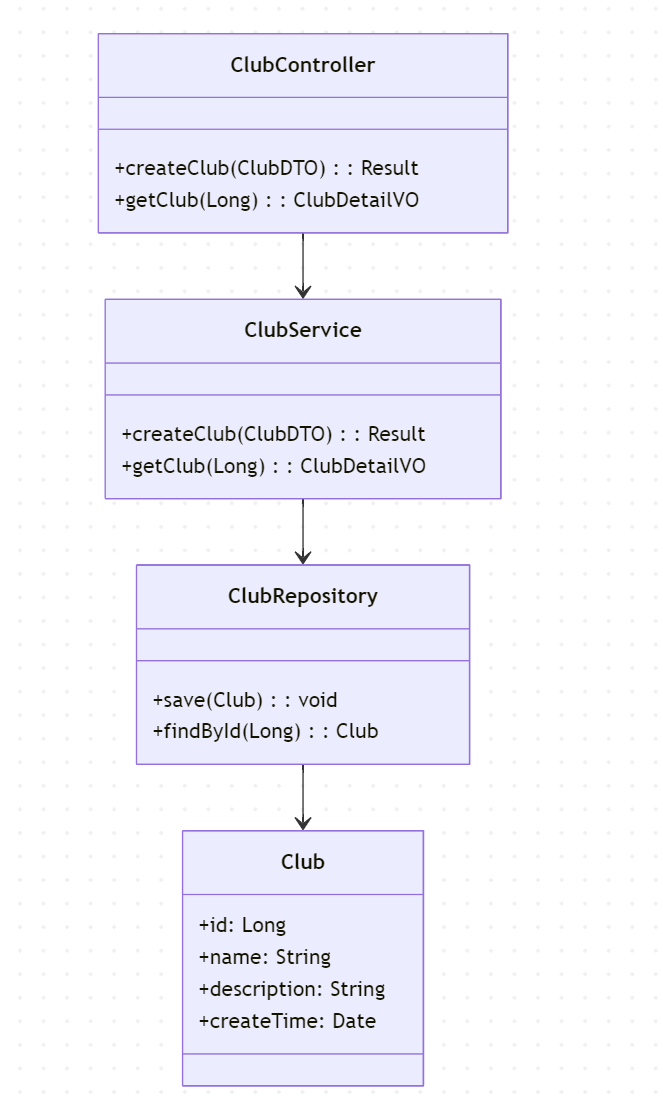 ClubController
+createClub(ClubDTO) : : Result
+getClub(Long) : : ClubDetailVO
ClubService
+createClub(ClubDTO) : : Result
+getClub(Long) : : ClubDetailVO
ClubRepository
+save(Club) : : void
+findById(Long) : : Club
Club
+id: Long
+name: String
+description: String
+createTime: Date